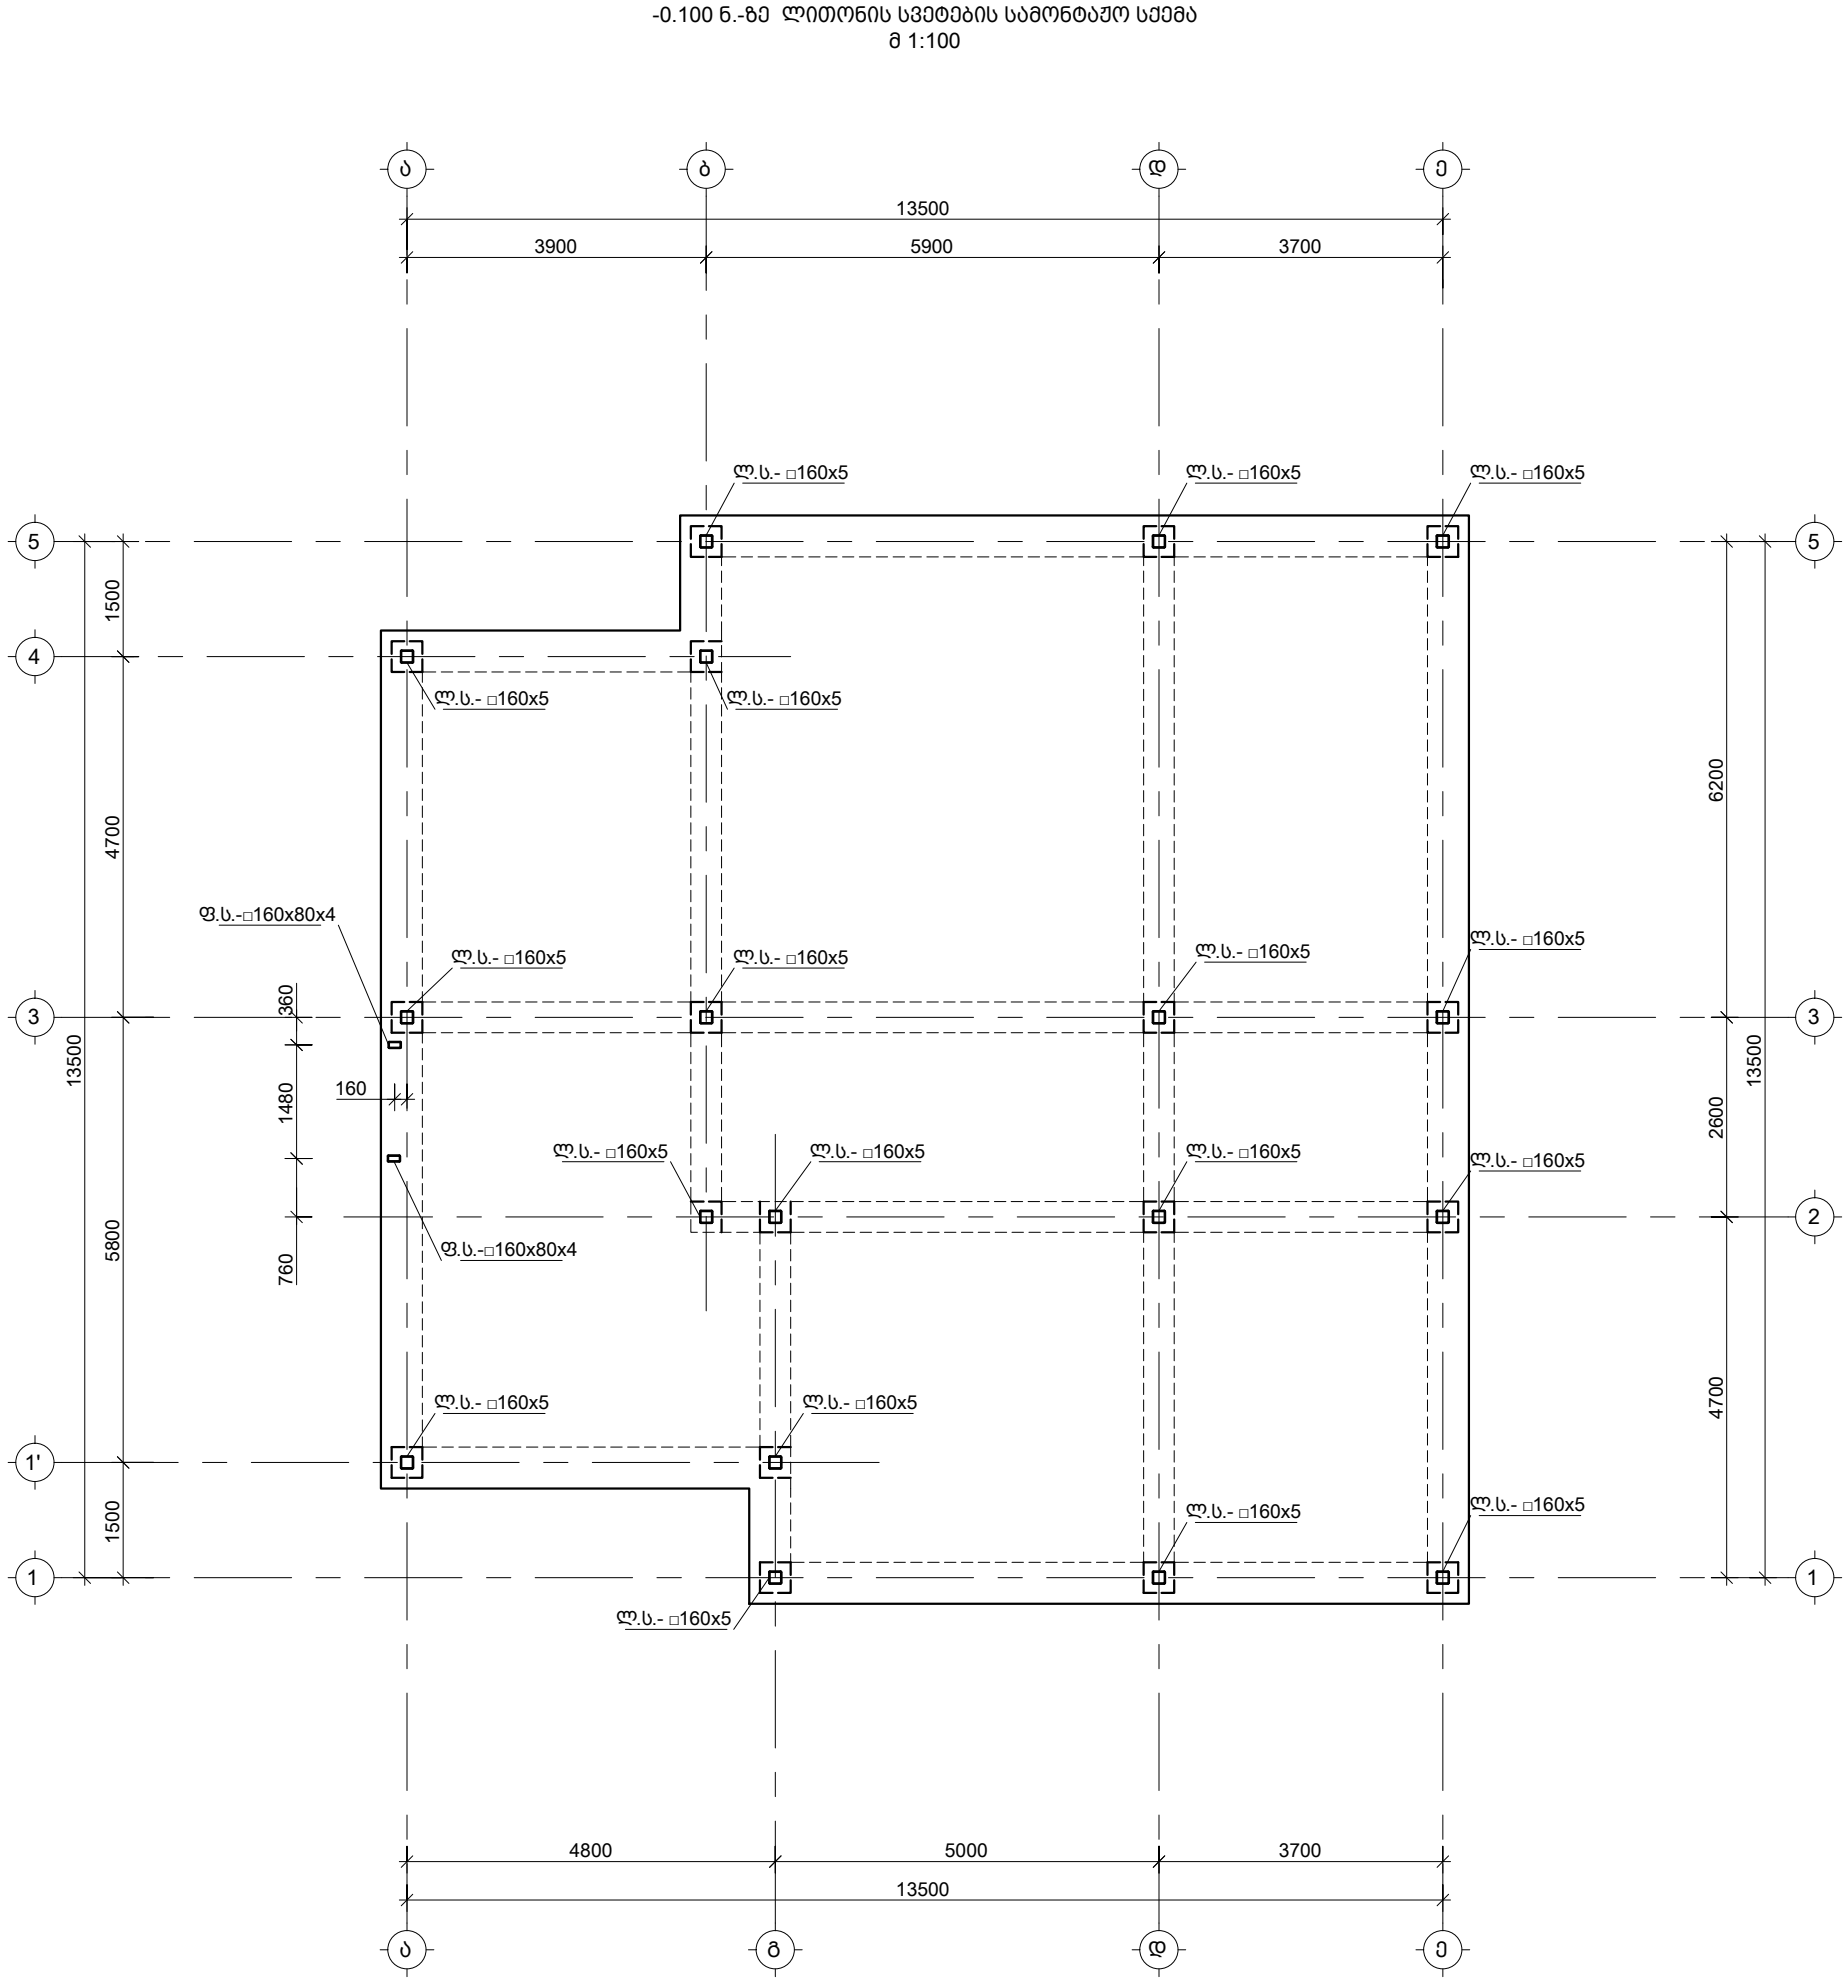 -0.100 ნ.-ზე ლითონის სვეტების სამონტაჟო სქემა
მ 1:100
ა ბ დ ე
13500
3900 5900 3700
ლ.ს.- □160x5 ლ.ს.- □160x5 ლ.ს.- □160x5
5 5
1500
4
ლ.ს.- □160x5 ლ.ს.- □160x5
6200
4700
ფ.ს.-□160x80x4
ლ.ს.- □160x5 ლ.ს.- □160x5 ლ.ს.- □160x5 ლ.ს.- □160x5
360
3 3
13500 13500
160
1480
2600
ლ.ს.- □160x5 ლ.ს.- □160x5 ლ.ს.- □160x5 ლ.ს.- □160x5
2
5800
ფ.ს.-□160x80x4
760
4700
ლ.ს.- □160x5 ლ.ს.- □160x5
1'
1500
ლ.ს.- □160x5 ლ.ს.- □160x5
1 1
ლ.ს.- □160x5
4800 5000 3700
13500
ა გ დ ე